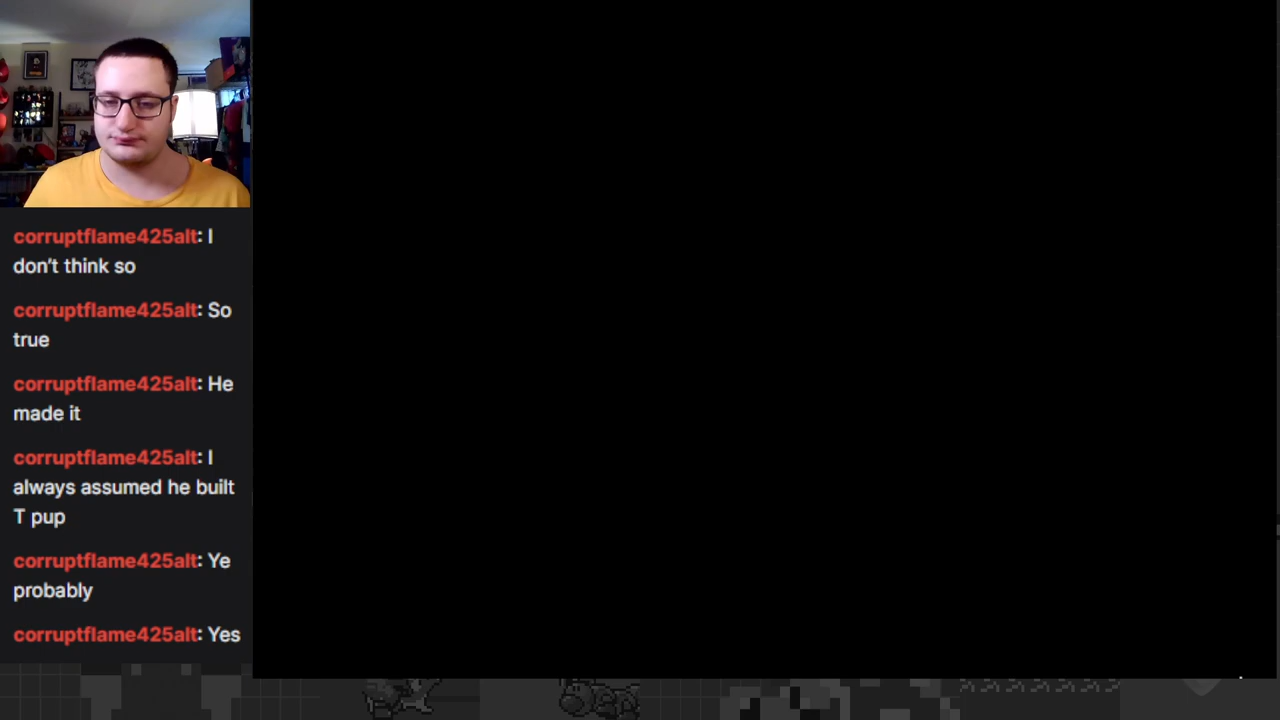 corruptflame425alt: I
don't think so
corruptflame425alt: So
true
corruptflame425alt: He
made it
corruptflame425alt: I
always assumed he built
T pup
corruptflame425alt: Ye
probably
corruptflame425alt: Yes